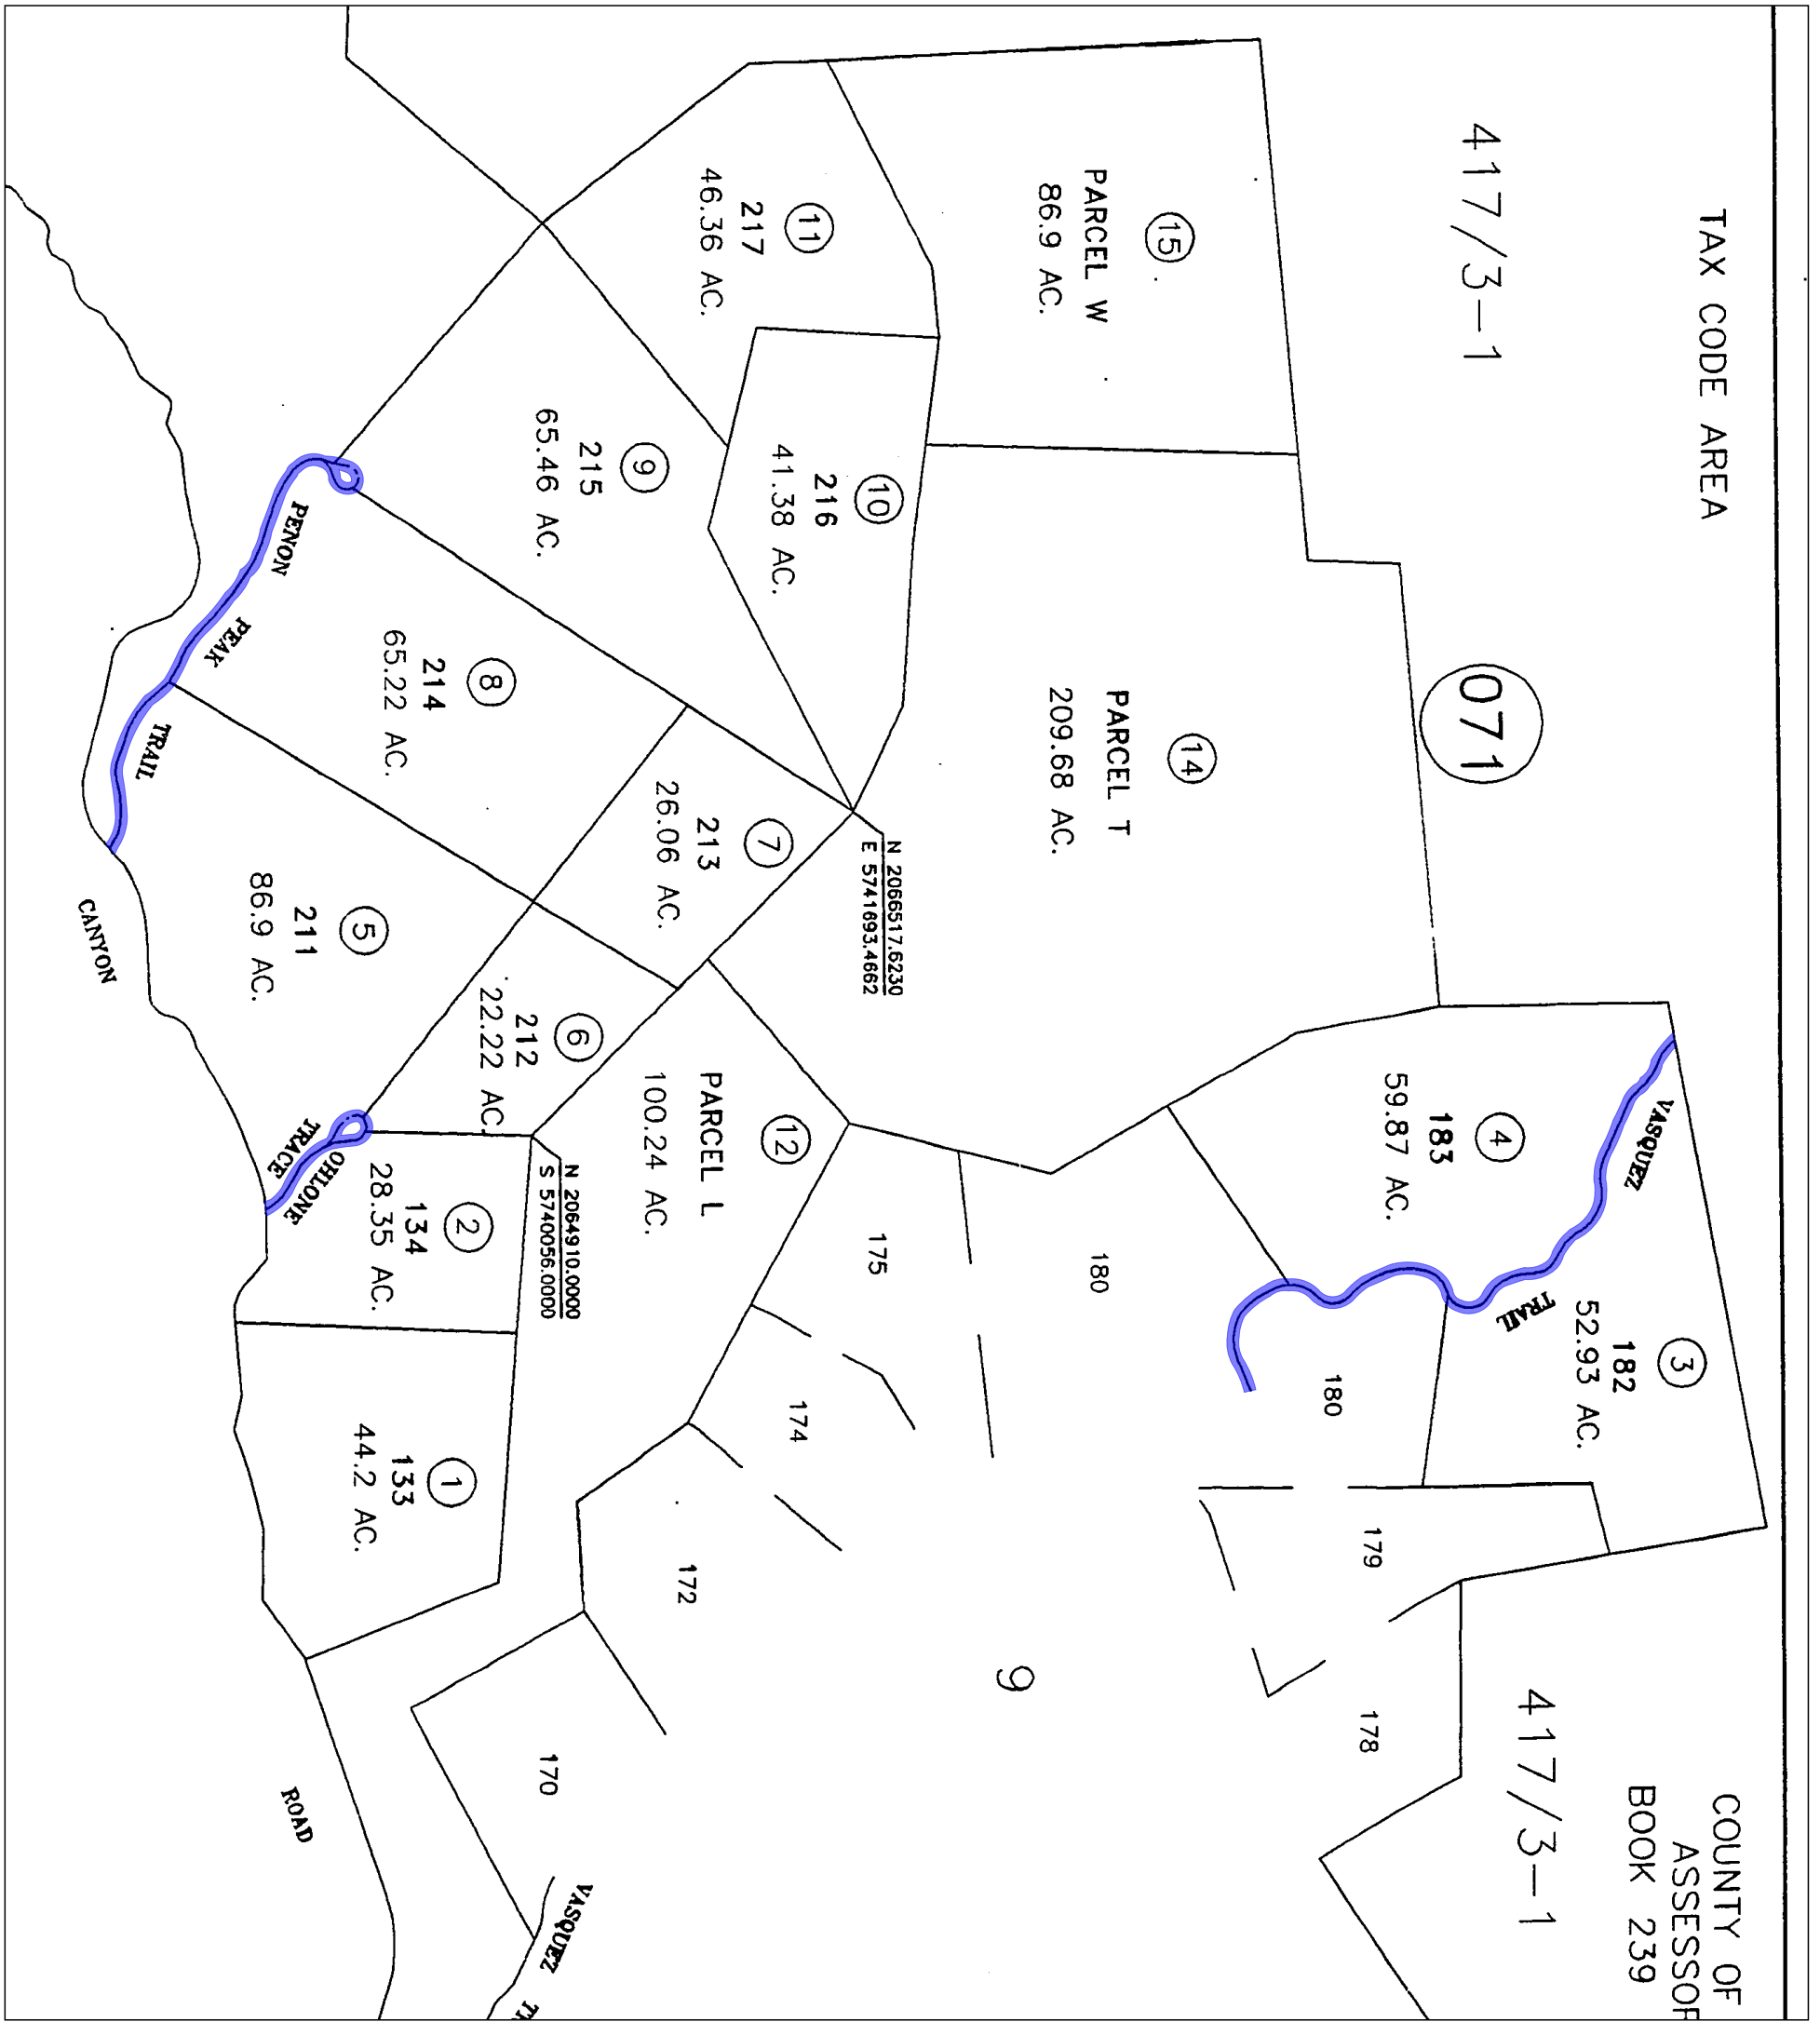 TAX CODE AREA
417/3-1
COUNTY OF
ASSESSOR
BOOK 239
417/3-1
071
15
PARCEL W
86.9 AC.
11
217
46.36 AC.
10
216
41.38 AC.
9
215
65.46 AC.
14
PARCEL T
209.68 AC.
8
214
65.22 AC.
7
213
26.06 AC.
N 2066517.6230
E 5741693.4662
5
211
86.9 AC.
6
212
22.22 AC.
12
PARCEL L
100.24 AC.
N 2064910.0000
S 5740056.0000
4
183
59.87 AC.
3
182
52.93 AC.
2
134
28.35 AC.
1
133
44.2 AC.
175
180
180
174
179
172
178
170
9
VASQUEZ
TRAIL
PENON
PEAK
TRAIL
CANYON
OHLONE
TRACE
ROAD
VASQUEZ